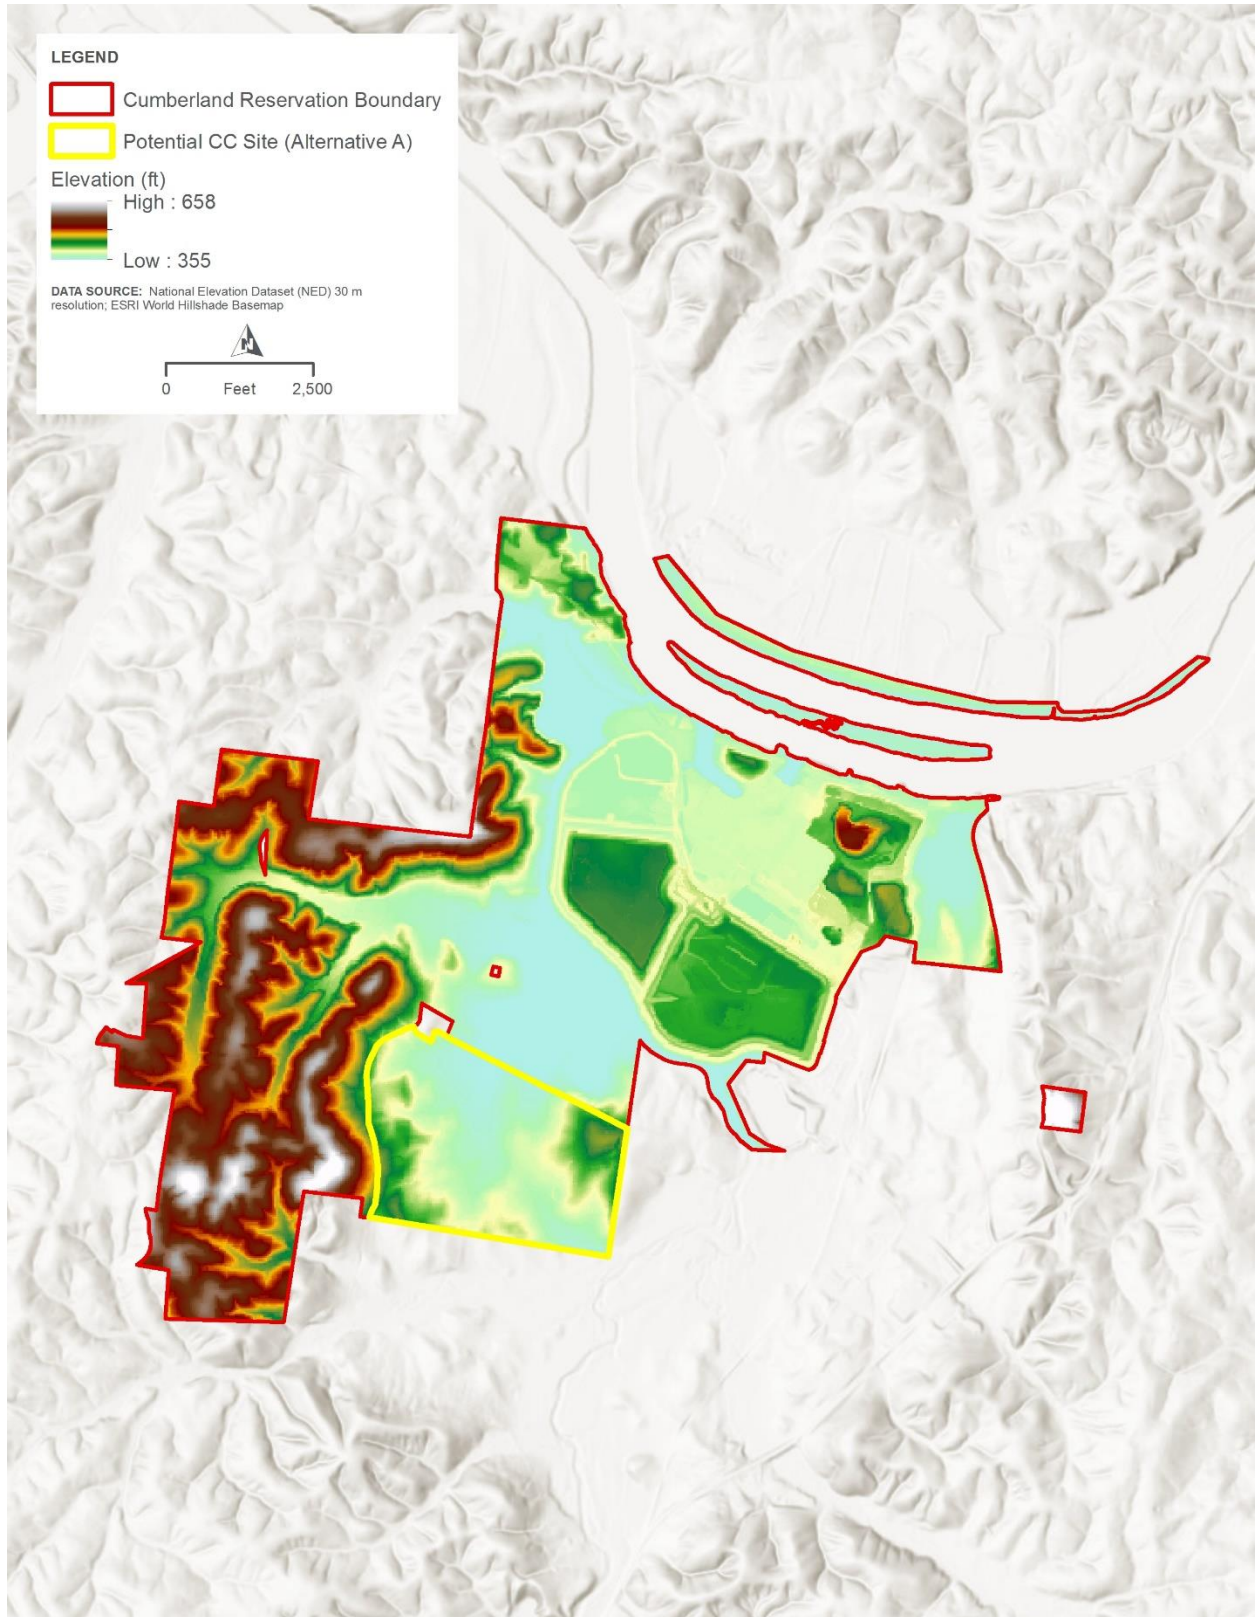 LEGEND
Cumberland Reservation Boundary
Potential CC Site (Alternative A)
Elevation (ft)
High : 658
Low : 355
DATA SOURCE: National Elevation Dataset (NED) 30 m
resolution; ESRI World Hillshade Basemap
N
0 Feet 2,500